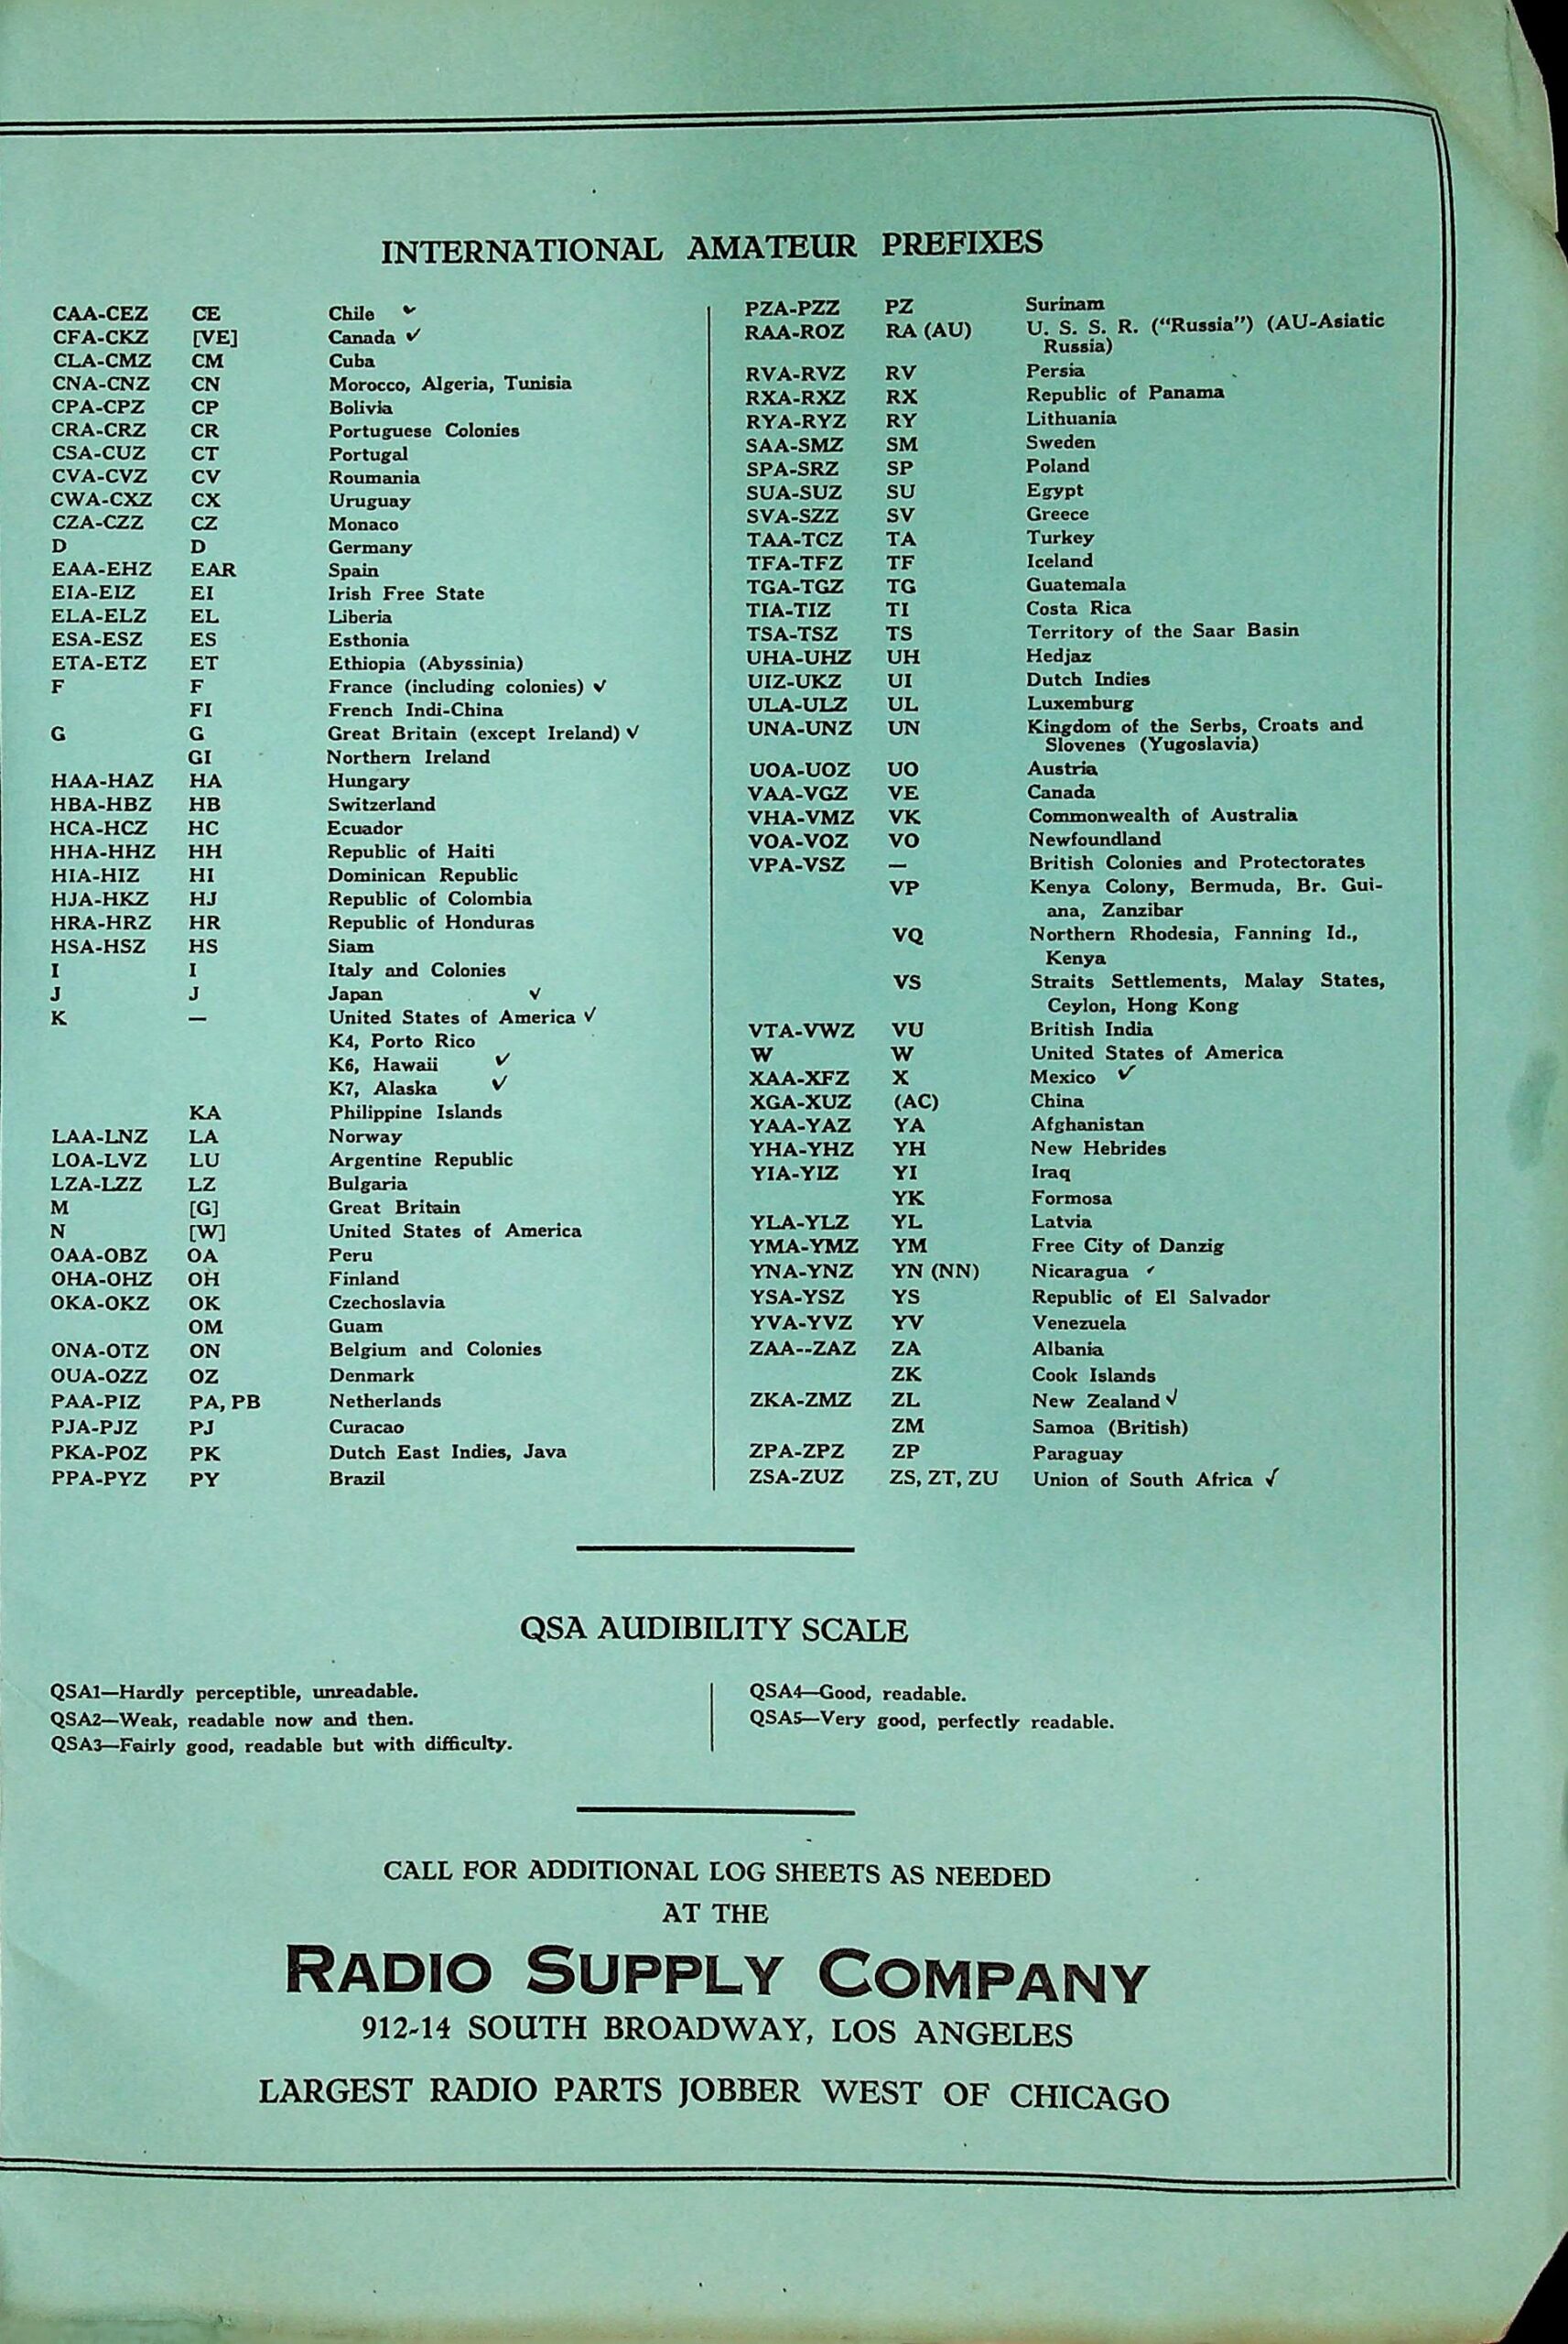 INTERNATIONAL AMATEUR PREFIXES
CAA-CEZ CE Chile ✓
CFA-CKZ [VE] Canada ✓
CLA-CMZ CM Cuba
CNA-CNZ CN Morocco, Algeria, Tunisia
CPA-CPZ CP Bolivia
CRA-CRZ CR Portuguese Colonies
CSA-CUZ CT Portugal
CVA-CVZ CV Roumania
CWA-CXZ CX Uruguay
CZA-CZZ CZ Monaco
D D Germany
EAA-EHZ EAR Spain
EIA-EIZ EI Irish Free State
ELA-ELZ EL Liberia
ESA-ESZ ES Esthonia
ETA-ETZ ET Ethiopia (Abyssinia)
F F France (including colonies) ✓
FI French Indi-China
G G Great Britain (except Ireland) ✓
GI Northern Ireland
HAA-HAZ HA Hungary
HBA-HBZ HB Switzerland
HCA-HCZ HC Ecuador
HHA-HHZ HH Republic of Haiti
HIA-HIZ HI Dominican Republic
HJA-HKZ HJ Republic of Colombia
HRA-HRZ HR Republic of Honduras
HSA-HSZ HS Siam
I I Italy and Colonies
J J Japan ✓
K — United States of America ✓
K4, Porto Rico
K6, Hawaii ✓
K7, Alaska ✓
KA Philippine Islands
LAA-LNZ LA Norway
LOA-LVZ LU Argentine Republic
LZA-LZZ LZ Bulgaria
M [G] Great Britain
N [W] United States of America
OAA-OBZ OA Peru
OHA-OHZ OH Finland
OKA-OKZ OK Czechoslavia
OM Guam
ONA-OTZ ON Belgium and Colonies
OUA-OZZ OZ Denmark
PAA-PIZ PA, PB Netherlands
PJA-PJZ PJ Curacao
PKA-POZ PK Dutch East Indies, Java
PPA-PYZ PY Brazil
PZA-PZZ PZ Surinam
RAA-ROZ RA (AU) U. S. S. R. ("Russia") (AU-Asiatic
Russia)
RVA-RVZ RV Persia
RXA-RXZ RX Republic of Panama
RYA-RYZ RY Lithuania
SAA-SMZ SM Sweden
SPA-SRZ SP Poland
SUA-SUZ SU Egypt
SVA-SZZ SV Greece
TAA-TCZ TA Turkey
TFA-TFZ TF Iceland
TGA-TGZ TG Guatemala
TIA-TIZ TI Costa Rica
TSA-TSZ TS Territory of the Saar Basin
UHA-UHZ UH Hedjaz
UIZ-UKZ UI Dutch Indies
ULA-ULZ UL Luxemburg
UNA-UNZ UN Kingdom of the Serbs, Croats and
Slovenes (Yugoslavia)
UOA-UOZ UO Austria
VAA-VGZ VE Canada
VHA-VMZ VK Commonwealth of Australia
VOA-VOZ VO Newfoundland
VPA-VSZ — British Colonies and Protectorates
VP Kenya Colony, Bermuda, Br. Gui-
ana, Zanzibar
VQ Northern Rhodesia, Fanning Id.,
Kenya
VS Straits Settlements, Malay States,
Ceylon, Hong Kong
VTA-VWZ VU British India
W W United States of America
XAA-XFZ X Mexico ✓
XGA-XUZ (AC) China
YAA-YAZ YA Afghanistan
YHA-YHZ YH New Hebrides
YIA-YIZ YI Iraq
YK Formosa
YLA-YLZ YL Latvia
YMA-YMZ YM Free City of Danzig
YNA-YNZ YN (NN) Nicaragua ✓
YSA-YSZ YS Republic of El Salvador
YVA-YVZ YV Venezuela
ZAA--ZAZ ZA Albania
ZK Cook Islands
ZKA-ZMZ ZL New Zealand ✓
ZM Samoa (British)
ZPA-ZPZ ZP Paraguay
ZSA-ZUZ ZS, ZT, ZU Union of South Africa ✓
QSA AUDIBILITY SCALE
QSA1—Hardly perceptible, unreadable.
QSA2—Weak, readable now and then.
QSA3—Fairly good, readable but with difficulty.
QSA4—Good, readable.
QSA5—Very good, perfectly readable.
CALL FOR ADDITIONAL LOG SHEETS AS NEEDED
AT THE
RADIO SUPPLY COMPANY
912-14 SOUTH BROADWAY, LOS ANGELES
LARGEST RADIO PARTS JOBBER WEST OF CHICAGO